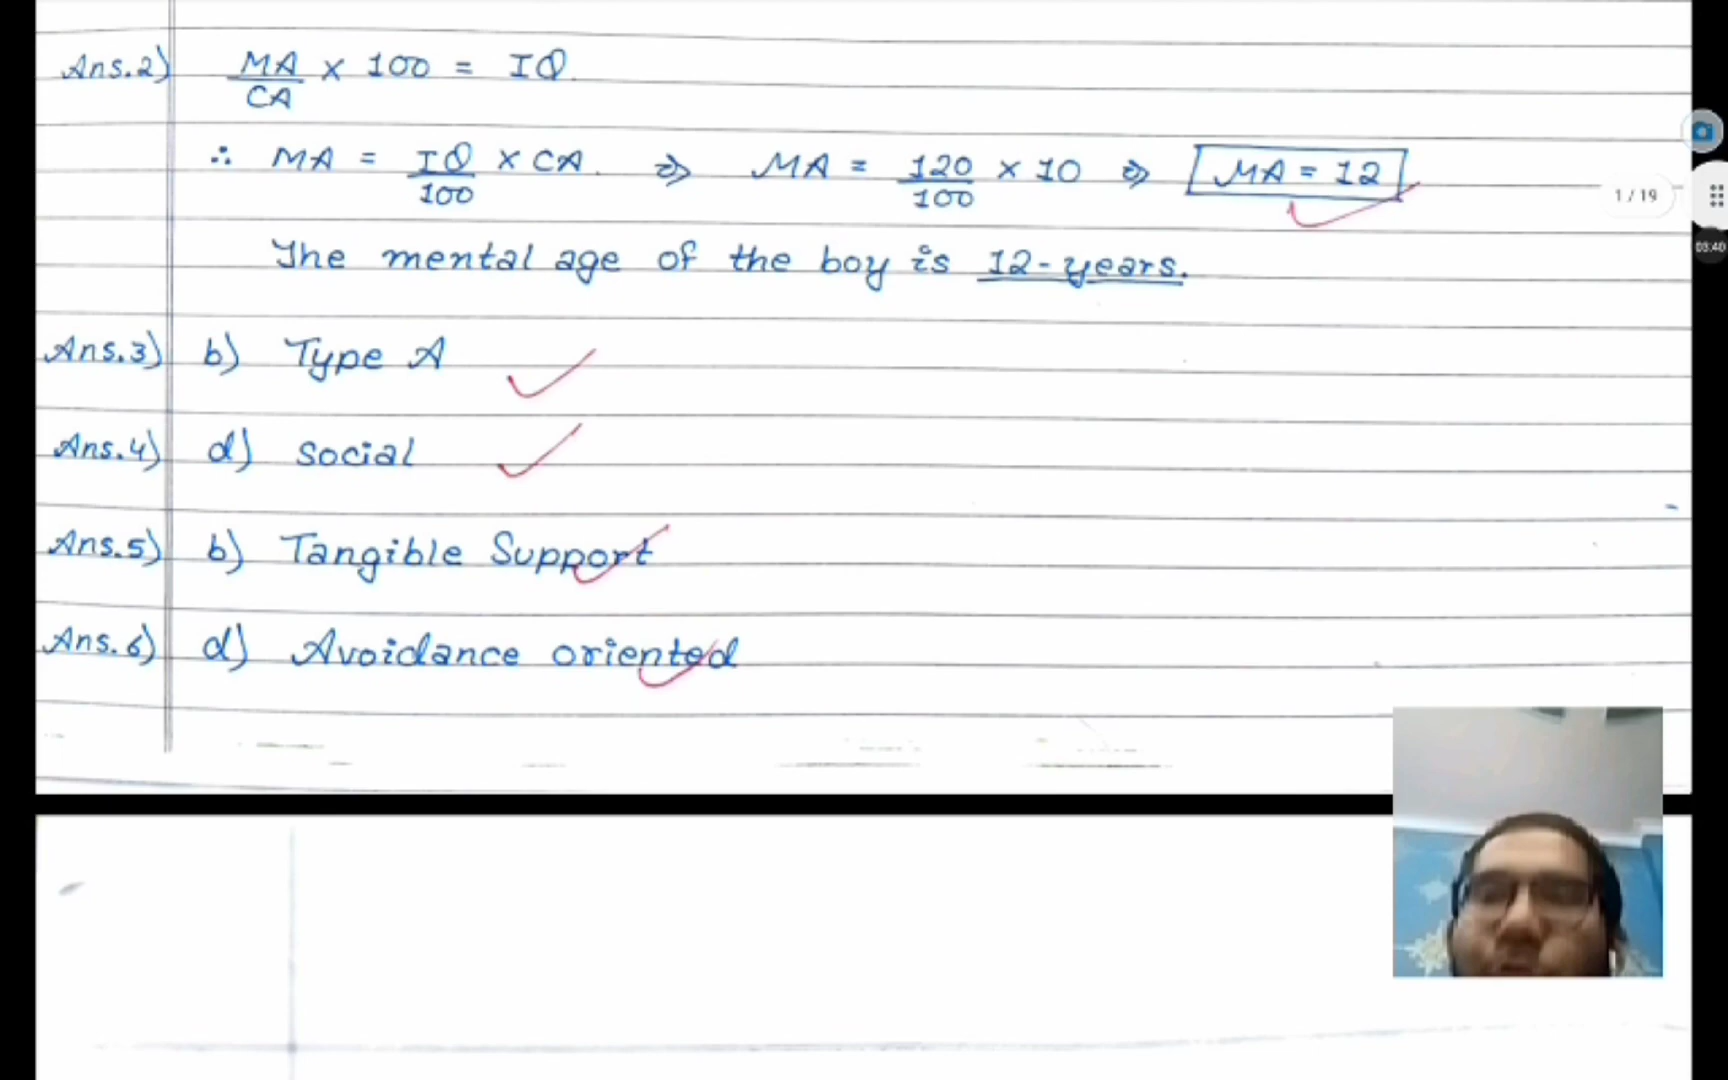 Ans.2) MA/CA × 100 = IQ.
∴ MA = IQ/100 × CA. ⇒ MA = 120/100 × 10 ⇒ MA = 12
1 / 19
03:40
The mental age of the boy is 12-years.
Ans.3) b) Type A
Ans.4) d) Social
Ans.5) b) Tangible Support
Ans.6) d) Avoidance oriented